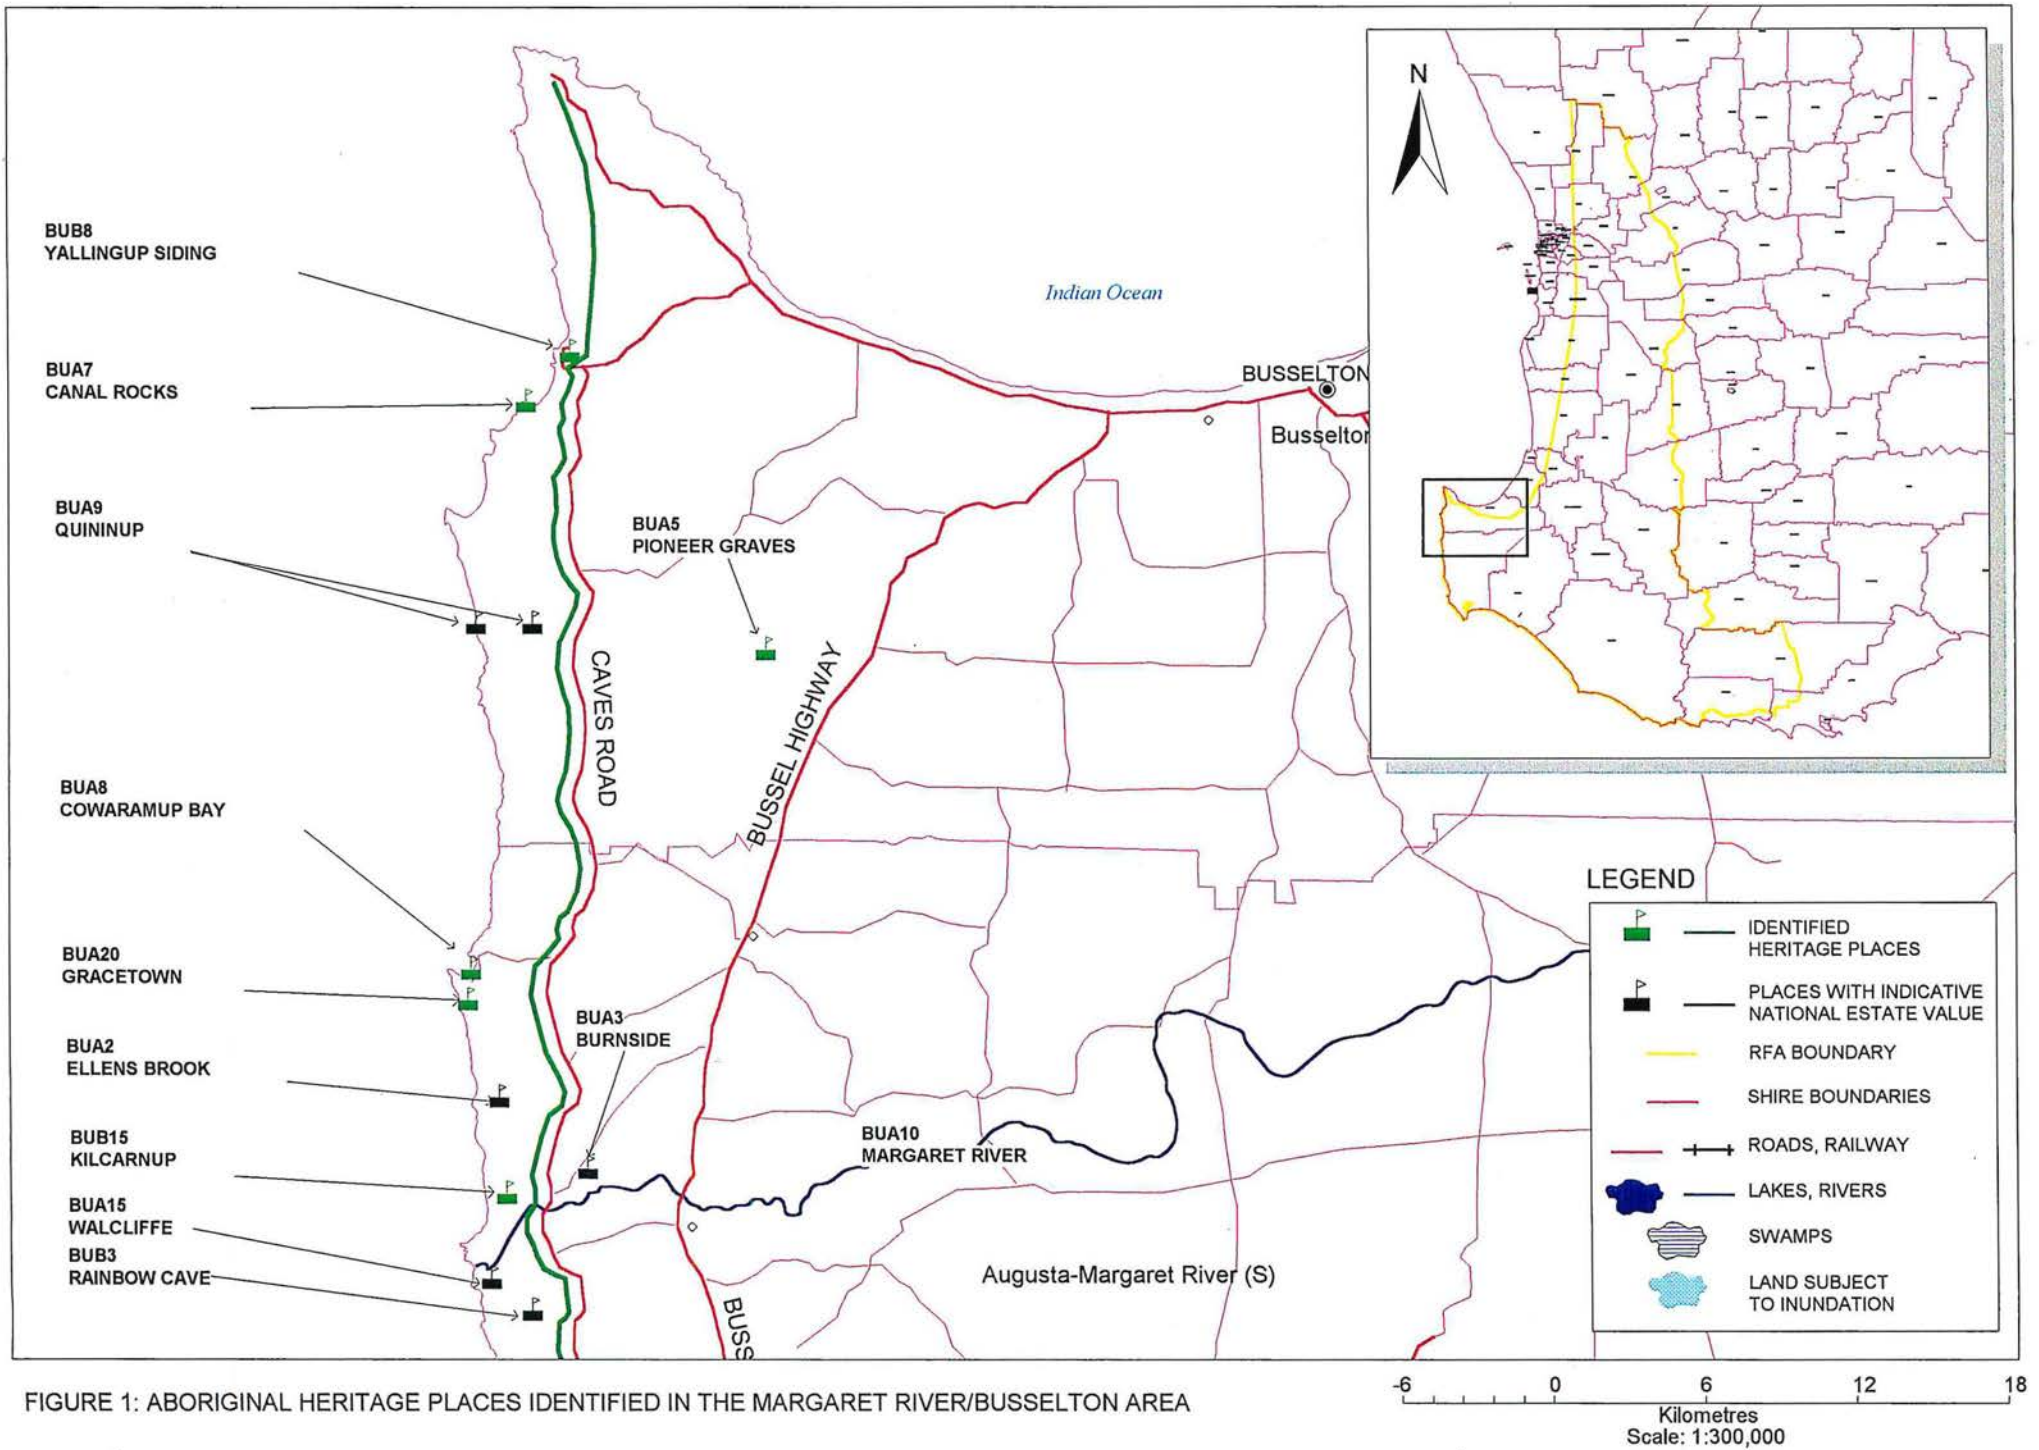 N
BUB8
YALLINGUP SIDING
Indian Ocean
BUA7
CANAL ROCKS
BUSSELTON
Busselton
BUA9
QUININUP
BUA5
PIONEER GRAVES
CAVES ROAD
BUSSEL HIGHWAY
BUA8
COWARAMUP BAY
BUA20
GRACETOWN
BUA3
BURNSIDE
BUA2
ELLENS BROOK
BUA10
MARGARET RIVER
BUB15
KILCARNUP
BUA15
WALCLIFFE
BUB3
RAINBOW CAVE
Augusta-Margaret River (S)
BUSS
LEGEND
IDENTIFIED
HERITAGE PLACES
PLACES WITH INDICATIVE
NATIONAL ESTATE VALUE
RFA BOUNDARY
SHIRE BOUNDARIES
ROADS, RAILWAY
LAKES, RIVERS
SWAMPS
LAND SUBJECT
TO INUNDATION
FIGURE 1: ABORIGINAL HERITAGE PLACES IDENTIFIED IN THE MARGARET RIVER/BUSSELTON AREA
-6 0 6 12 18
Kilometres
Scale: 1:300,000